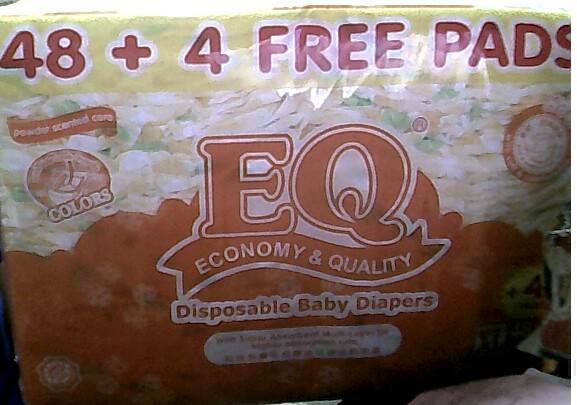 48 + 4 FREE PADS
Powder scented care
COLORS
EQ
®
ECONOMY & QUALITY
Disposable Baby Diapers